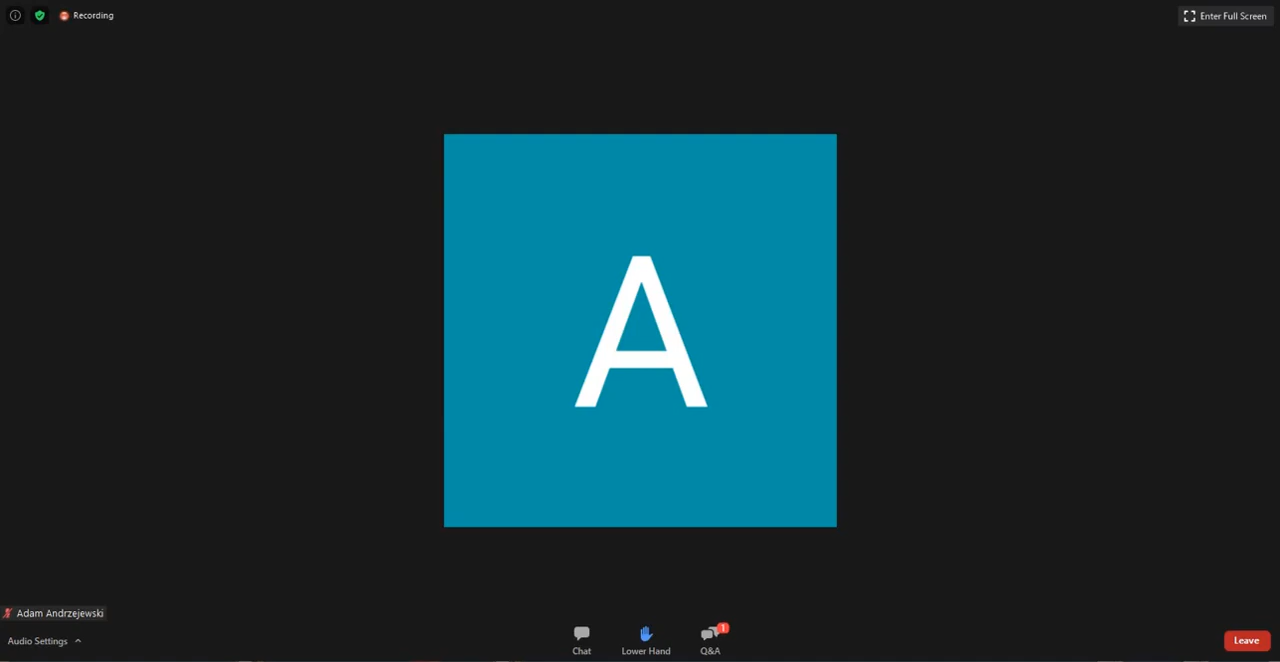 Recording
Enter Full Screen
A
Adam Andrzejewski
Audio Settings
Chat
Lower Hand
1
Q&A
Leave